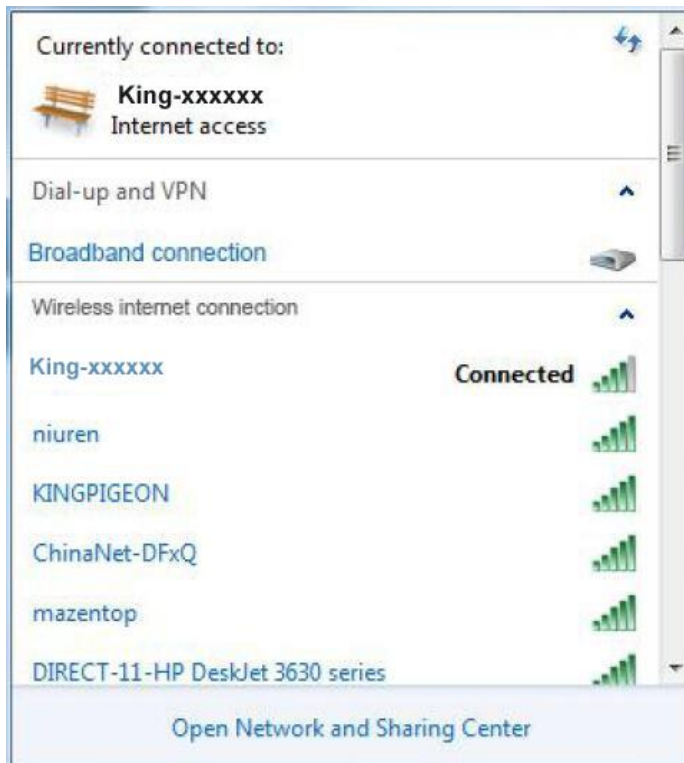 Currently connected to:
King-xxxxxx
Internet access
Dial-up and VPN
Broadband connection
Wireless internet connection
King-xxxxxx Connected
niuren
KINGPIGEON
ChinaNet-DFxQ
mazentop
DIRECT-11-HP DeskJet 3630 series
Open Network and Sharing Center